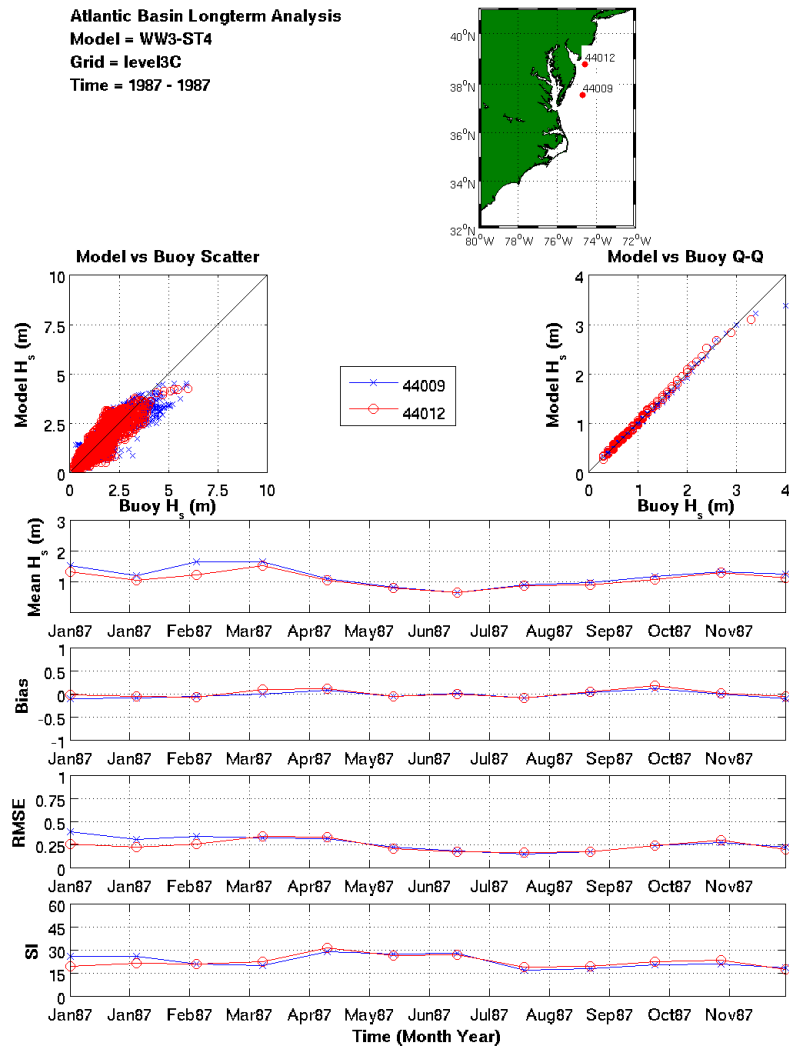 Atlantic Basin Longterm Analysis
Model = WW3-ST4
Grid = level3C
Time = 1987 - 1987
40°N
38°N
36°N
34°N
32°N
80°W 78°W 76°W 74°W 72°W
44012
44009
Model vs Buoy Scatter
Model Hs (m)
10
7.5
5
2.5
0
0 2.5 5 7.5 10
Buoy Hs (m)
44009
44012
Model vs Buoy Q-Q
Model Hs (m)
4
3
2
1
0
0 1 2 3 4
Buoy Hs (m)
Mean Hs (m)
3
2
1
Jan87 Jan87 Feb87 Mar87 Apr87 May87 Jun87 Jul87 Aug87 Sep87 Oct87 Nov87
Bias
1
0.5
0
-0.5
-1
Jan87 Jan87 Feb87 Mar87 Apr87 May87 Jun87 Jul87 Aug87 Sep87 Oct87 Nov87
RMSE
1
0.75
0.5
0.25
0
Jan87 Jan87 Feb87 Mar87 Apr87 May87 Jun87 Jul87 Aug87 Sep87 Oct87 Nov87
SI
60
45
30
15
0
Jan87 Jan87 Feb87 Mar87 Apr87 May87 Jun87 Jul87 Aug87 Sep87 Oct87 Nov87
Time (Month Year)